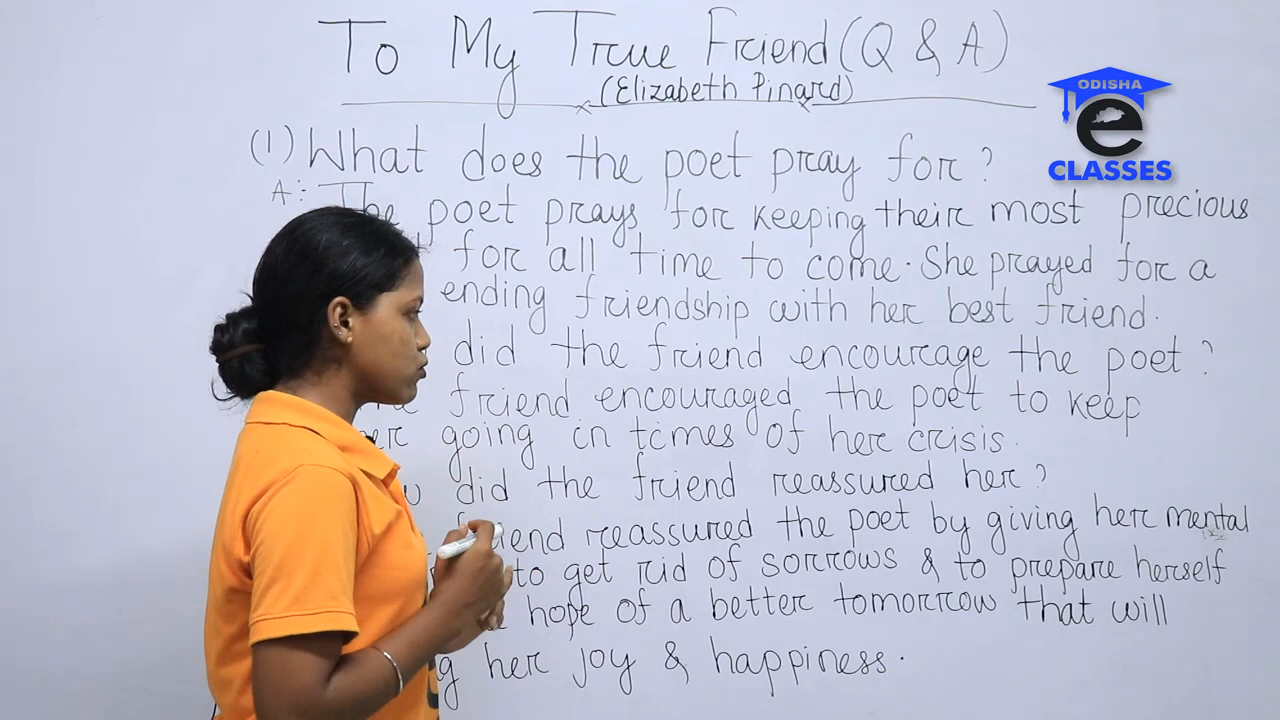 To My True Friend (Q & A)
(Elizabeth Pinard)
ODISHA
e
CLASSES
(1) What does the poet pray for?
A: The poet prays for keeping their most precious
for all time to come. She prayed for a
ending friendship with her best friend.
did the friend encourage the poet?
friend encouraged the poet to keep
going in times of her crisis.
did the friend reassured her?
friend reassured the poet by giving her mental
to get rid of sorrows & to prepare herself
hope of a better tomorrow that will
her joy & happiness.